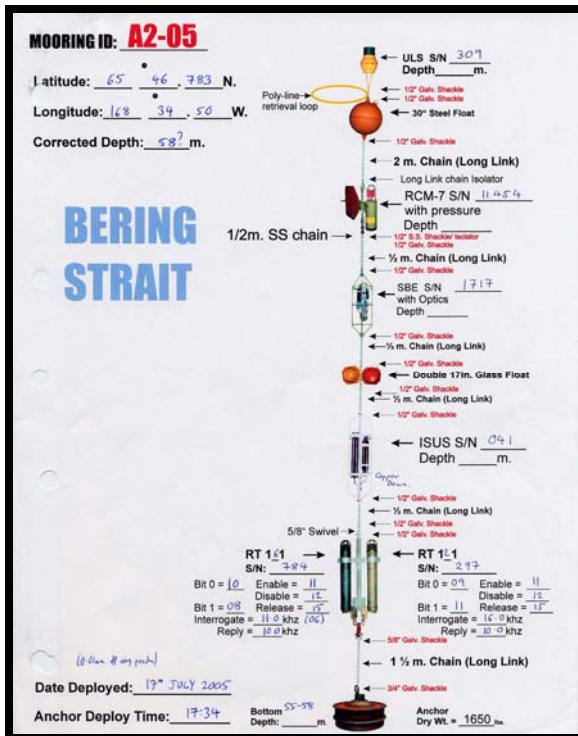 MOORING ID: A2-05
Latitude: 65 ° 46 . 783 N.
Longitude: 168 ° 34 . 50 W.
Corrected Depth: 58? m.
BERING
STRAIT
ULS S/N 309
Depth ____ m.
1/2" Galv. Shackle
1/2" Galv. Shackle
Poly-line
retrieval loop
30" Steel Float
1/2" Galv. Shackle
2 m. Chain (Long Link)
Long Link chain Isolator
RCM-7 S/N 11454
with pressure
Depth ____
1/2m. SS chain
1/2" S.S. Shackle/ Isolator
1/2" Galv. Shackle
½ m. Chain (Long Link)
1/2" Galv. Shackle
SBE S/N 1717
with Optics
Depth ____
1/2" Galv. Shackle
½ m. Chain (Long Link)
1/2" Galv. Shackle
Double 17in. Glass Float
1/2" Galv. Shackle
½ m. Chain (Long Link)
1/2" Galv. Shackle
ISUS S/N 041
Depth ____ m.
Copper
Down
1/2" Galv. Shackle
½ m. Chain (Long Link)
1/2" Galv. Shackle
5/8" Swivel
1/2" Galv. Shackle
RT 161
S/N: 784
Bit 0 = 10 Enable = 11
Disable = 12
Bit 1 = 08 Release = 15
Interrogate = 11.0 khz (06)
Reply = 10.0 khz
RT 121
S/N: 297
Bit 0 = 09 Enable = 11
Disable = 12
Bit 1 = 11 Release = 15
Interrogate = 16.0 khz
Reply = 10.0 khz
5/8" Galv. Shackle
1 ½ m. Chain (Long Link)
3/4" Galv. Shackle
Date Deployed: 17th JULY 2005
Anchor Deploy Time: 17:34
Bottom 55-58
Depth: ____ m.
Anchor
Dry Wt. = 1650 lbs.